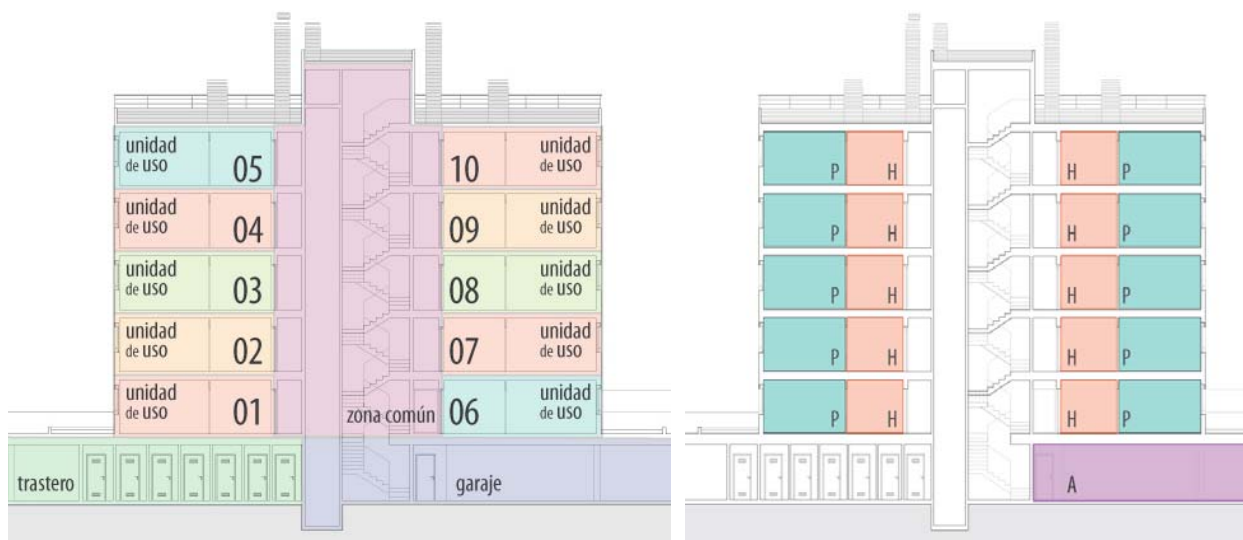 unidad
de uso
05
10
unidad
de uso
unidad
de uso
04
09
unidad
de uso
unidad
de uso
03
08
unidad
de uso
unidad
de uso
02
07
unidad
de uso
unidad
de uso
01
zona común
06
unidad
de uso
trastero
garaje
P H H P
P H H P
P H H P
P H H P
P H H P
A